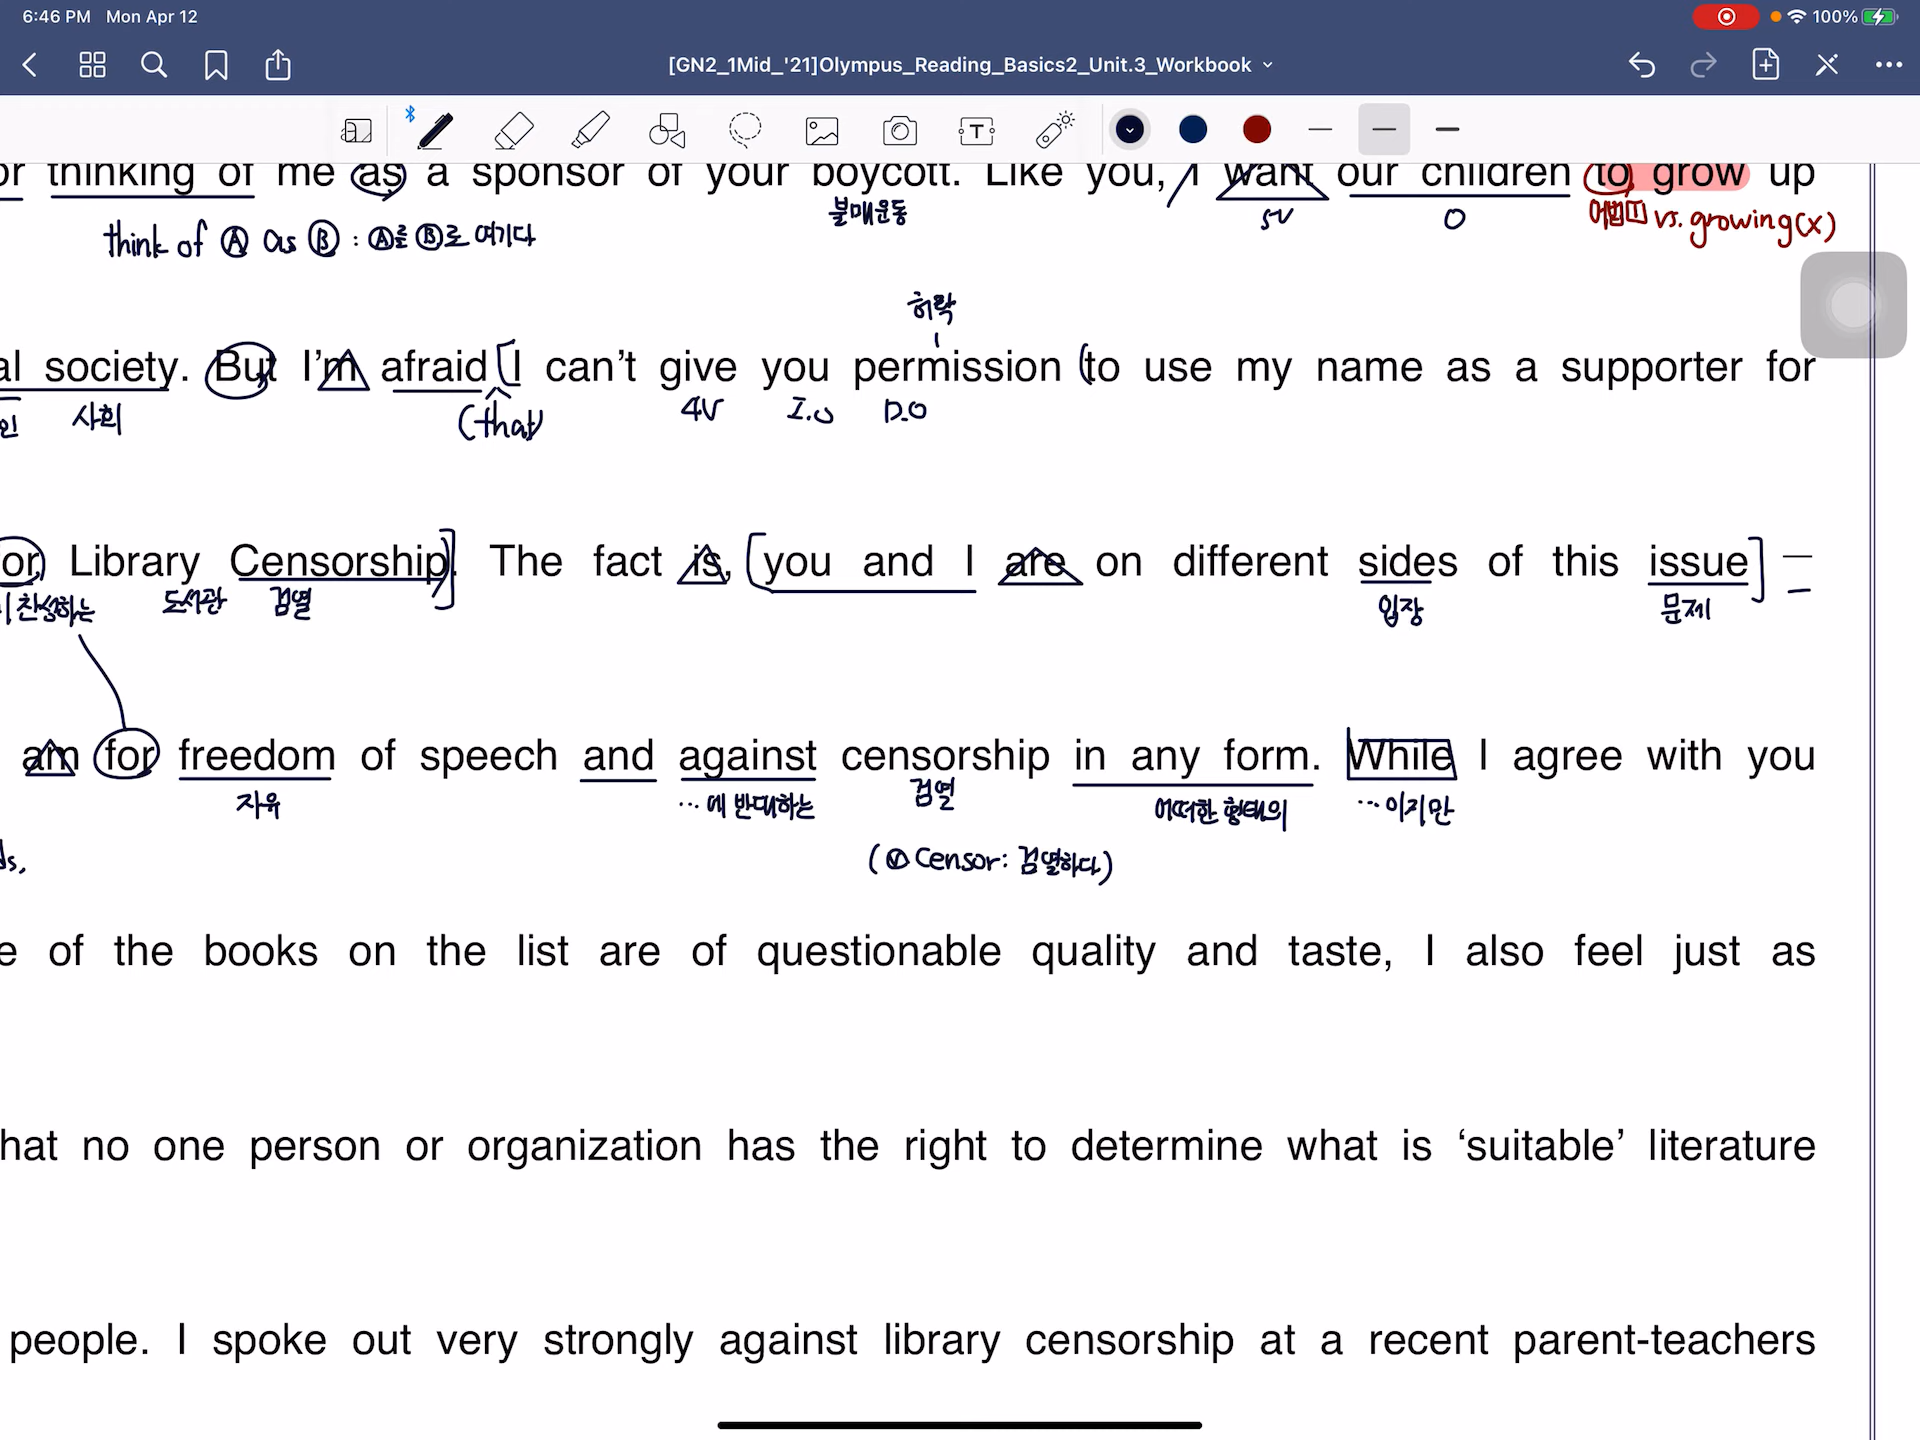 6:46 PM Mon Apr 12
100%
[GN2_1Mid_'21]Olympus_Reading_Basics2_Unit.3_Workbook
or thinking of me as a sponsor of your boycott. Like you, I want our children to grow up
불매운동 5V O 어법① vs. growing(x)
think of Ⓐ as Ⓑ : Ⓐ를 Ⓑ로 여기다
허락
al society. But I'm afraid I can't give you permission (to use my name as a supporter for
인 사회 (that) 4V I.O D.O
or Library Censorship). The fact is, [you and I are on different sides of this issue] –
찬성하는 도서관 검열 입장 문제
am for freedom of speech and against censorship in any form. While I agree with you
자유 …에 반대하는 검열 어떠한 형태의 …이지만
ds, (ⓥ Censor: 검열하다)
e of the books on the list are of questionable quality and taste, I also feel just as
hat no one person or organization has the right to determine what is ‘suitable’ literature
people. I spoke out very strongly against library censorship at a recent parent-teachers